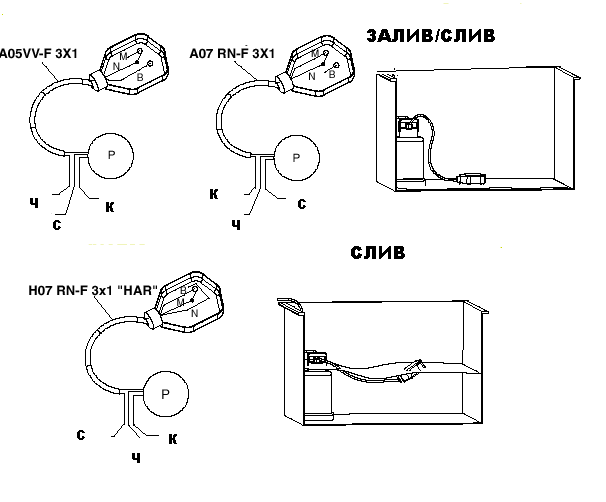 ЗАЛИВ/СЛИВ
A05VV-F 3X1
A07 RN-F 3X1
M
N
B
M
N
B
P
P
Ч
С
К
К
Ч
С
СЛИВ
H07 RN-F 3x1 "HAR"
B
M
N
P
С
Ч
К